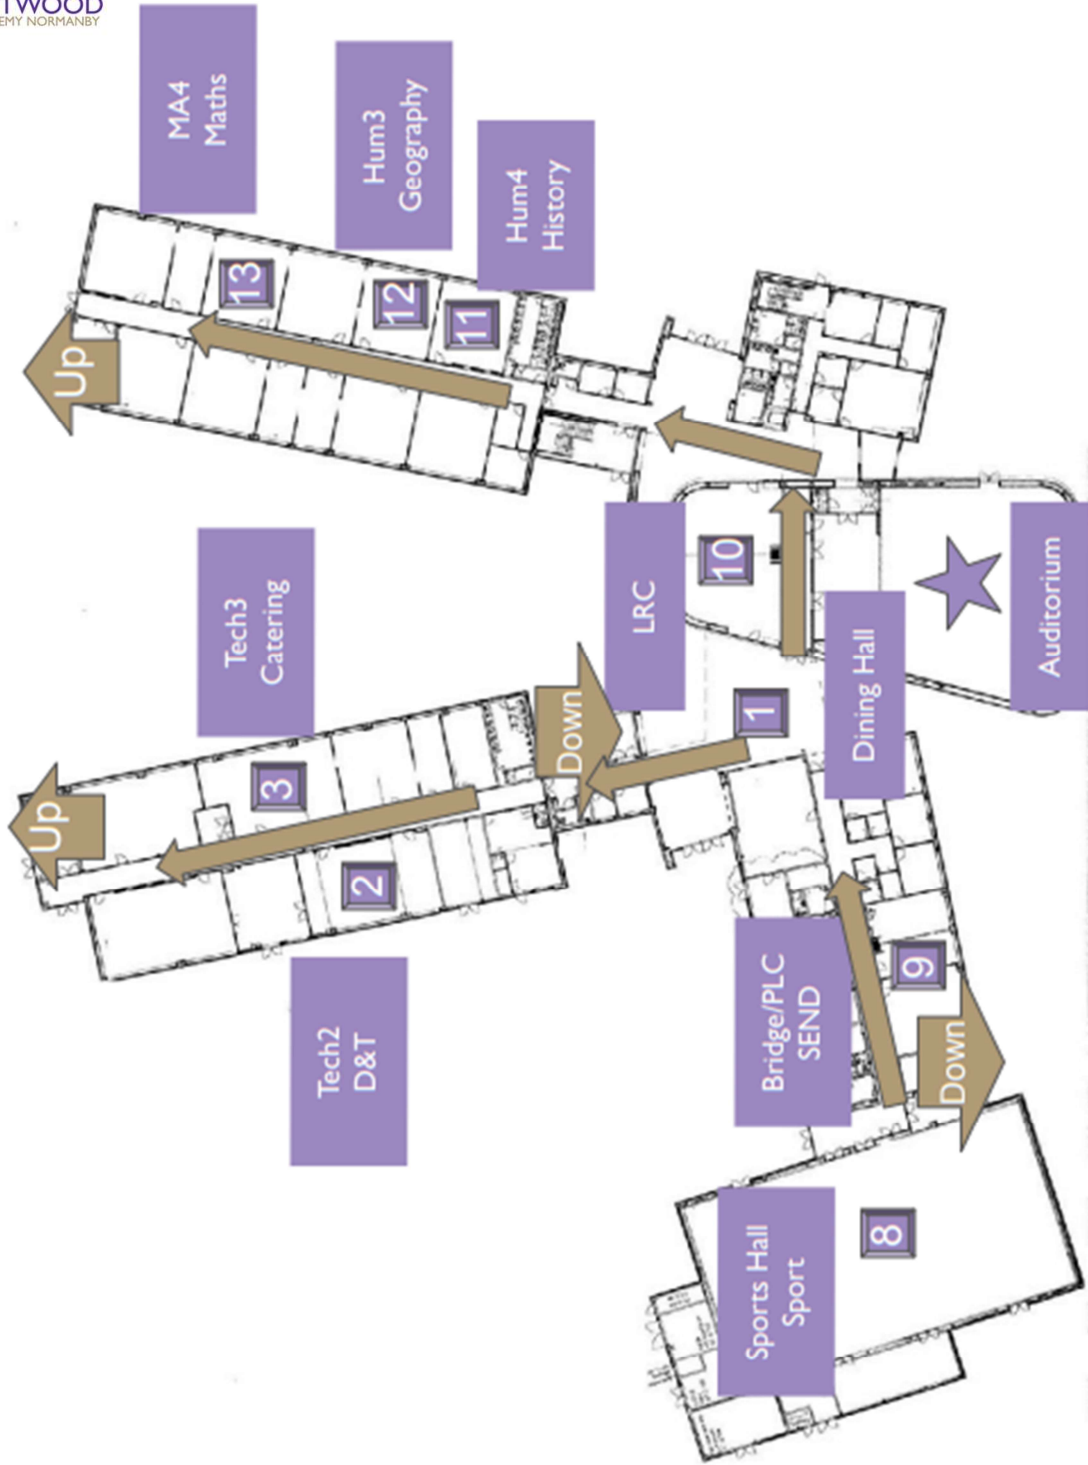 TWOOD
EMY NORMANBY
MA4
Maths
Hum3
Geography
Hum4
History
13
12
11
Up
Tech3
Catering
LRC
10
Auditorium
Dining Hall
1
Down
Up
3
2
Tech2
D&T
Bridge/PLC
SEND
9
Down
Sports Hall
Sport
8